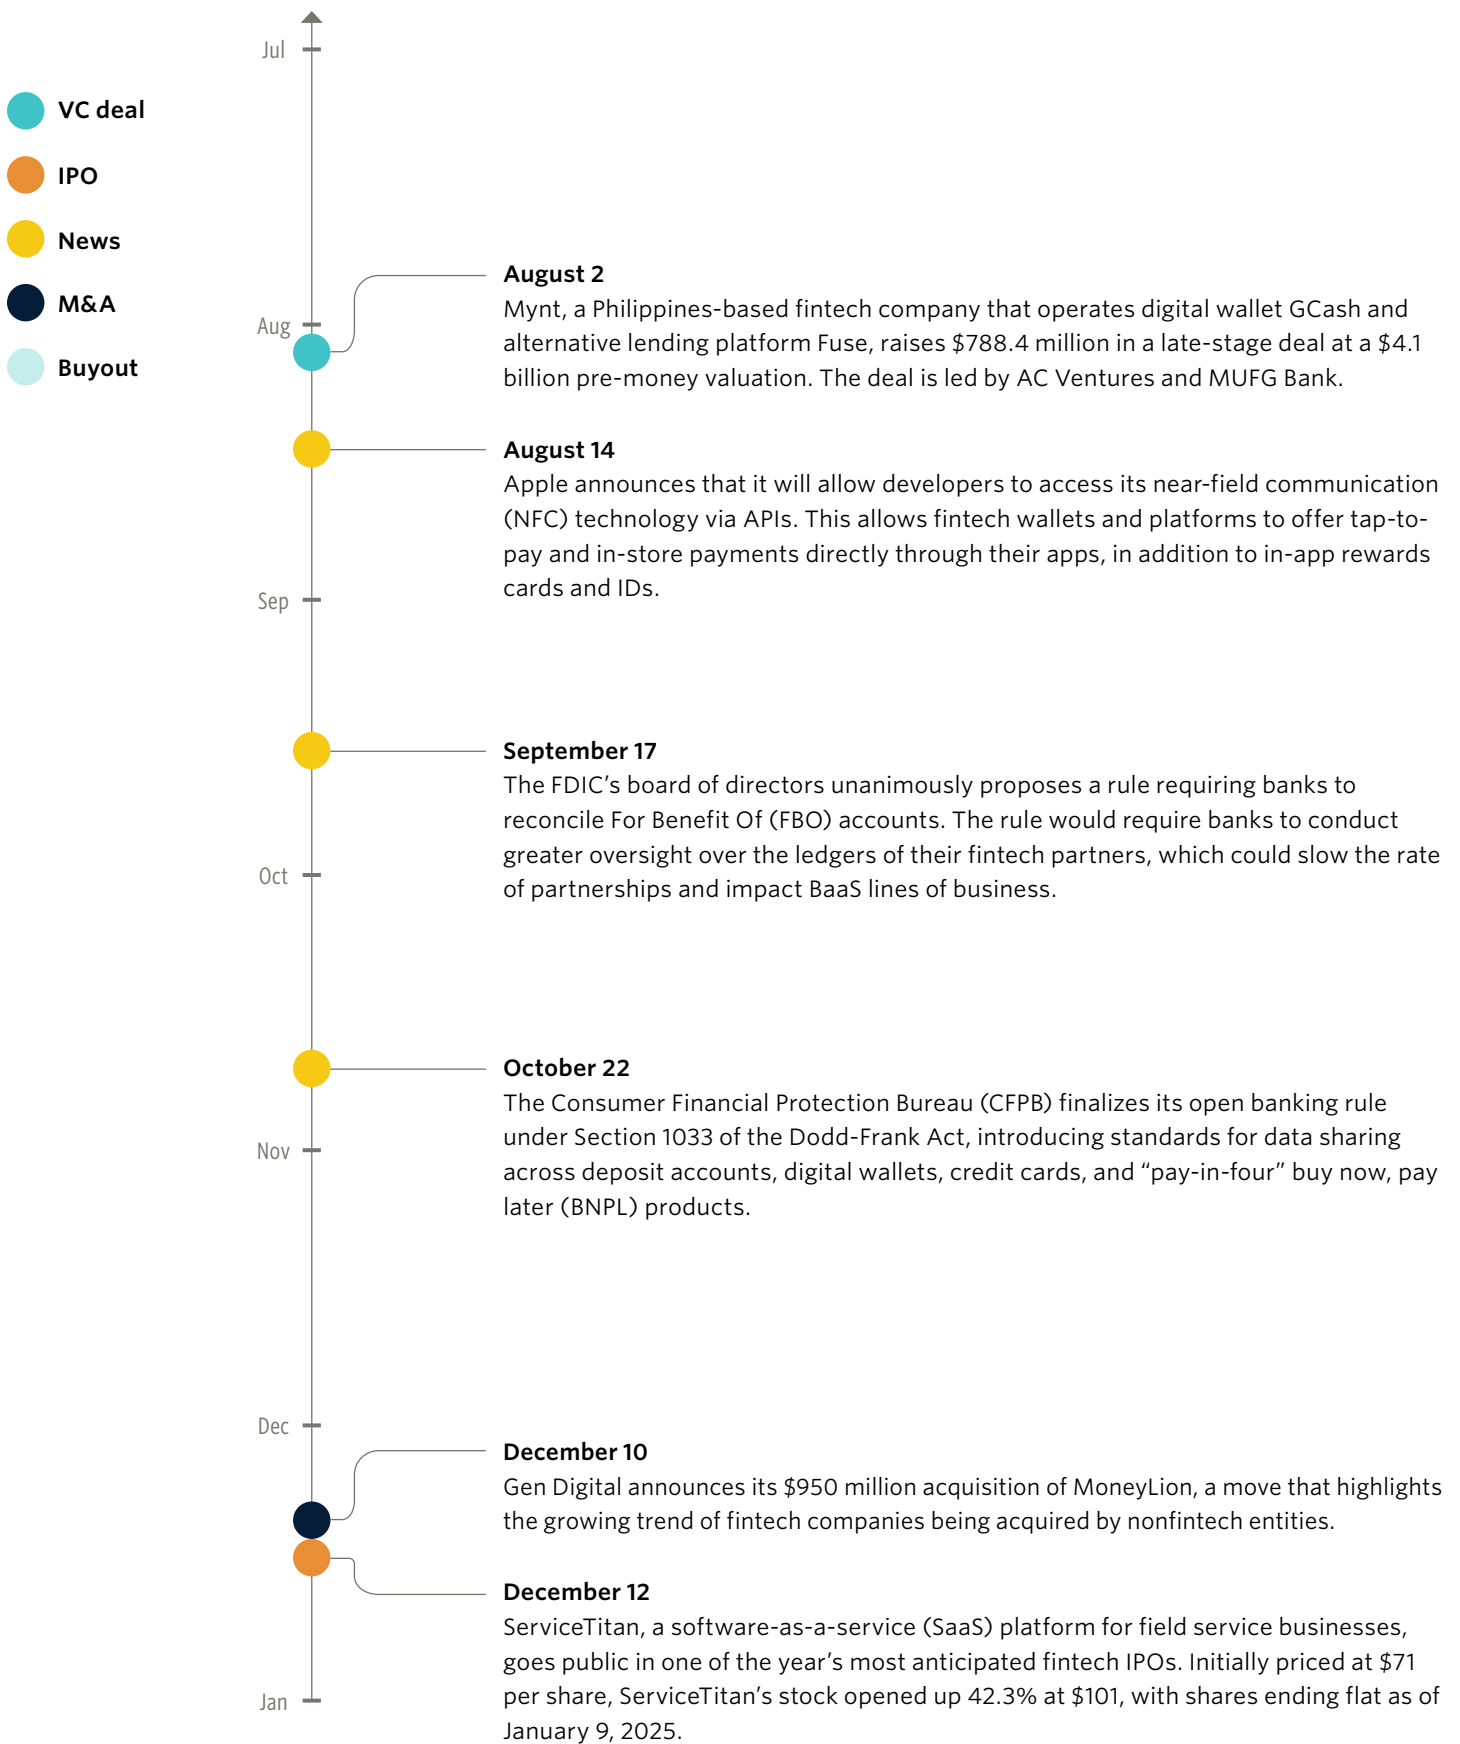 Jul
VC deal
IPO
News
M&A
Buyout
August 2
Mynt, a Philippines-based fintech company that operates digital wallet GCash and
alternative lending platform Fuse, raises $788.4 million in a late-stage deal at a $4.1
billion pre-money valuation. The deal is led by AC Ventures and MUFG Bank.
Aug
August 14
Apple announces that it will allow developers to access its near-field communication
(NFC) technology via APIs. This allows fintech wallets and platforms to offer tap-to-
pay and in-store payments directly through their apps, in addition to in-app rewards
cards and IDs.
Sep
September 17
The FDIC’s board of directors unanimously proposes a rule requiring banks to
reconcile For Benefit Of (FBO) accounts. The rule would require banks to conduct
greater oversight over the ledgers of their fintech partners, which could slow the rate
of partnerships and impact BaaS lines of business.
Oct
October 22
The Consumer Financial Protection Bureau (CFPB) finalizes its open banking rule
under Section 1033 of the Dodd-Frank Act, introducing standards for data sharing
across deposit accounts, digital wallets, credit cards, and “pay-in-four” buy now, pay
later (BNPL) products.
Nov
Dec
December 10
Gen Digital announces its $950 million acquisition of MoneyLion, a move that highlights
the growing trend of fintech companies being acquired by nonfintech entities.
December 12
ServiceTitan, a software-as-a-service (SaaS) platform for field service businesses,
goes public in one of the year’s most anticipated fintech IPOs. Initially priced at $71
per share, ServiceTitan’s stock opened up 42.3% at $101, with shares ending flat as of
January 9, 2025.
Jan